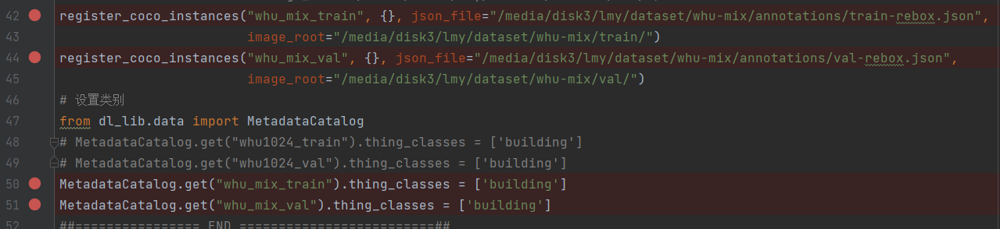 42 register_coco_instances("whu_mix_train", {}, json_file="/media/disk3/lmy/dataset/whu-mix/annotations/train-rebox.json",
43 image_root="/media/disk3/lmy/dataset/whu-mix/train/")
44 register_coco_instances("whu_mix_val", {}, json_file="/media/disk3/lmy/dataset/whu-mix/annotations/val-rebox.json",
45 image_root="/media/disk3/lmy/dataset/whu-mix/val/")
46 # 设置类别
47 from dl_lib.data import MetadataCatalog
48 # MetadataCatalog.get("whu1024_train").thing_classes = ['building']
49 # MetadataCatalog.get("whu1024_val").thing_classes = ['building']
50 MetadataCatalog.get("whu_mix_train").thing_classes = ['building']
51 MetadataCatalog.get("whu_mix_val").thing_classes = ['building']
52 ##================ END =========================##